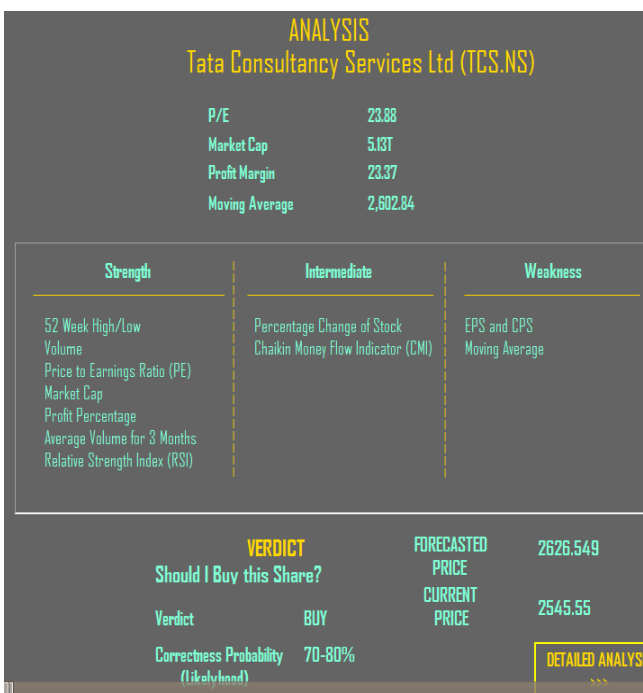 ANALYSIS
Tata Consultancy Services Ltd (TCS.NS)
P/E 23.88
Market Cap 5.13T
Profit Margin 23.37
Moving Average 2,602.84
Strength Intermediate Weakness
52 Week High/Low Percentage Change of Stock EPS and CPS
Volume Chaikin Money Flow Indicator (CMI) Moving Average
Price to Earnings Ratio (PE)
Market Cap
Profit Percentage
Average Volume for 3 Months
Relative Strength Index (RSI)
VERDICT
Should I Buy this Share?
Verdict BUY
Correctness Probability 70-80%
(Likelyhood)
FORECASTED
PRICE 2626.549
CURRENT
PRICE 2545.55
DETAILED ANALYS
>>>